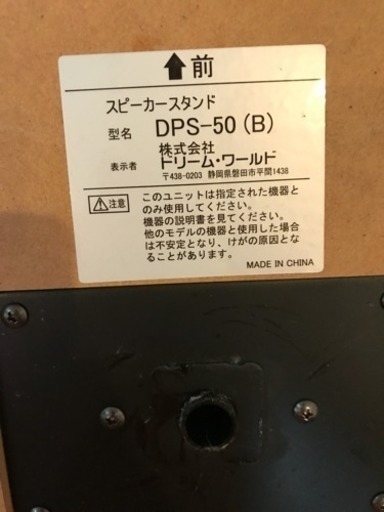 ↑前
スピーカースタンド
型名 DPS-50 (B)
株式会社
表示者 ドリーム・ワールド
〒438-0203 静岡県磐田市平間1438
⚠注意
このユニットは指定された機器と
のみ使用してください。
機器の説明書を見てください。
他のモデルの機器と使用した場合
は不安定となり、けがの原因とな
ることがあります。
MADE IN CHINA